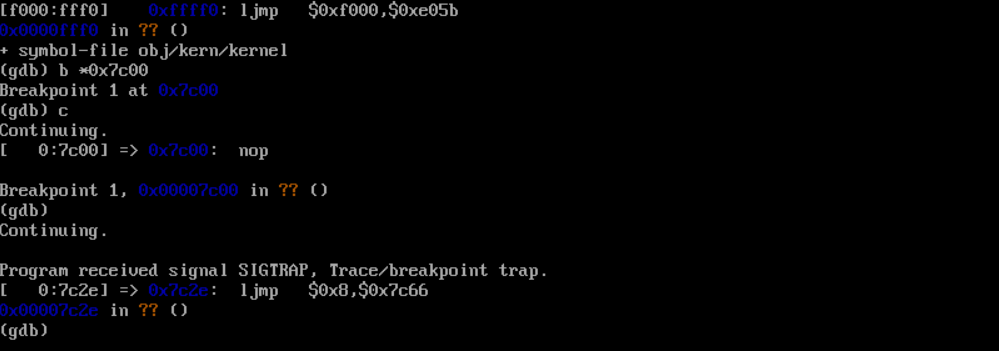 [f000:fff0]    0xffff0: ljmp   $0xf000,$0xe05b
0x0000fff0 in ?? ()
+ symbol-file obj/kern/kernel
(gdb) b *0x7c00
Breakpoint 1 at 0x7c00
(gdb) c
Continuing.
[   0:7c00] => 0x7c00:  nop
Breakpoint 1, 0x00007c00 in ?? ()
(gdb)
Continuing.
Program received signal SIGTRAP, Trace/breakpoint trap.
[   0:7c2e] => 0x7c2e:  ljmp   $0x8,$0x7c66
0x00007c2e in ?? ()
(gdb)